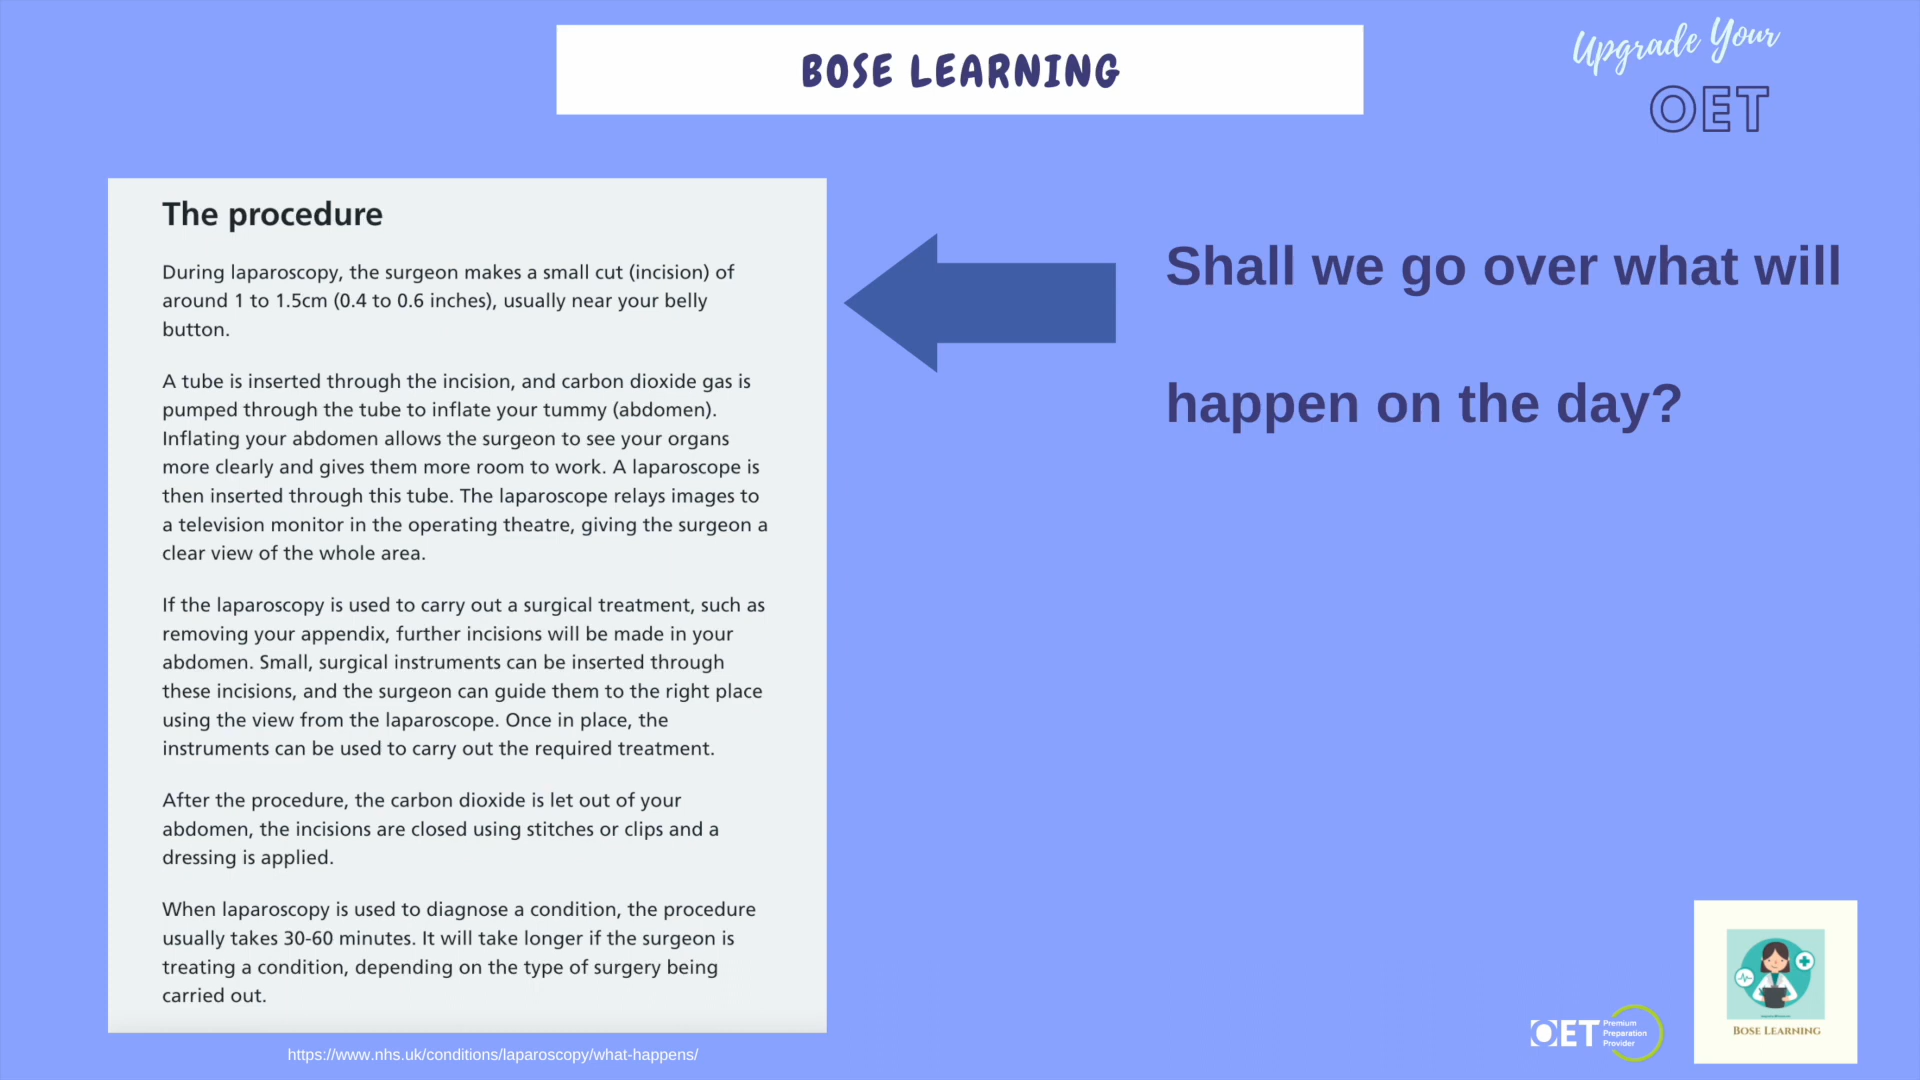 BOSE LEARNING
Upgrade Your
OET
The procedure
During laparoscopy, the surgeon makes a small cut (incision) of
around 1 to 1.5cm (0.4 to 0.6 inches), usually near your belly
button.
A tube is inserted through the incision, and carbon dioxide gas is
pumped through the tube to inflate your tummy (abdomen).
Inflating your abdomen allows the surgeon to see your organs
more clearly and gives them more room to work. A laparoscope is
then inserted through this tube. The laparoscope relays images to
a television monitor in the operating theatre, giving the surgeon a
clear view of the whole area.
If the laparoscopy is used to carry out a surgical treatment, such as
removing your appendix, further incisions will be made in your
abdomen. Small, surgical instruments can be inserted through
these incisions, and the surgeon can guide them to the right place
using the view from the laparoscope. Once in place, the
instruments can be used to carry out the required treatment.
After the procedure, the carbon dioxide is let out of your
abdomen, the incisions are closed using stitches or clips and a
dressing is applied.
When laparoscopy is used to diagnose a condition, the procedure
usually takes 30-60 minutes. It will take longer if the surgeon is
treating a condition, depending on the type of surgery being
carried out.
https://www.nhs.uk/conditions/laparoscopy/what-happens/
Shall we go over what will
happen on the day?
OET Premium
Preparation
Provider
BOSE LEARNING